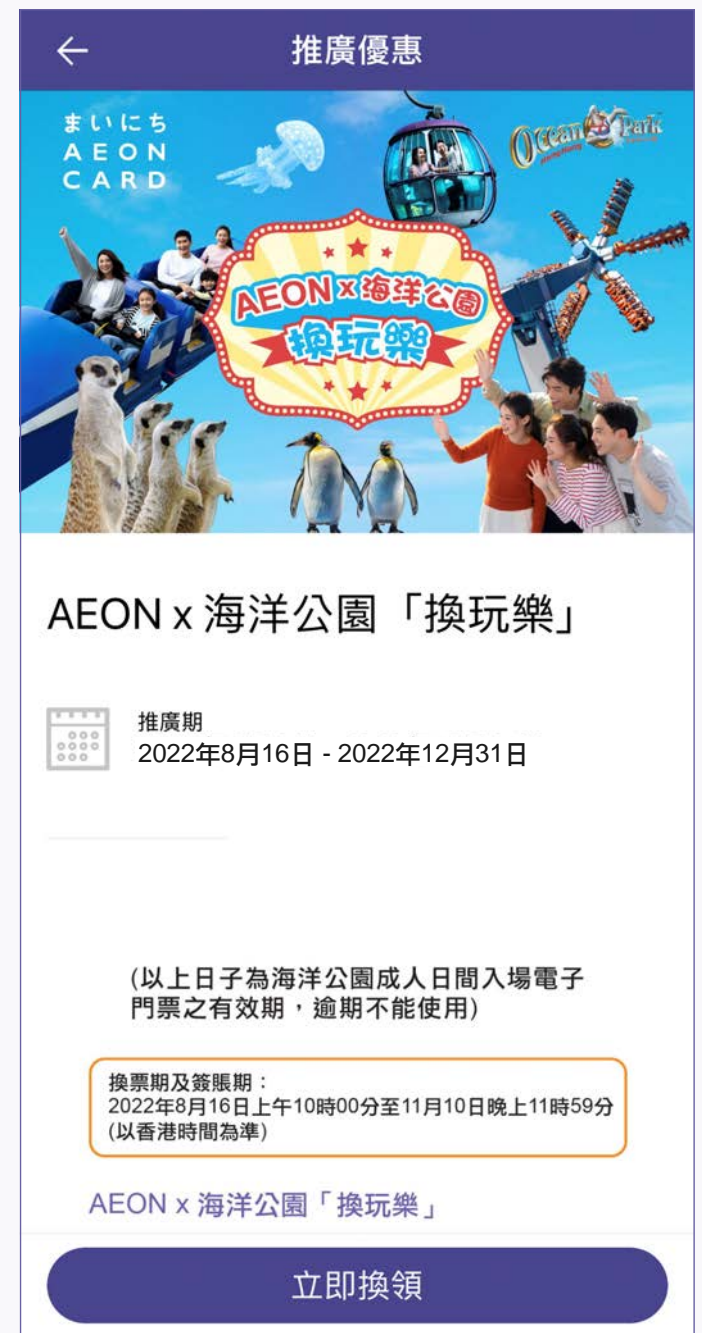 推廣優惠
まいにち
AEON
CARD
Ocean Park
AEON x 海洋公園
換玩樂
AEON x 海洋公園「換玩樂」
推廣期
2022年8月16日 - 2022年12月31日
(以上日子為海洋公園成人日間入場電子
門票之有效期，逾期不能使用)
換票期及簽賬期：
2022年8月16日上午10時00分至11月10日晚上11時59分
(以香港時間為準)
AEON x 海洋公園「換玩樂」
立即換領